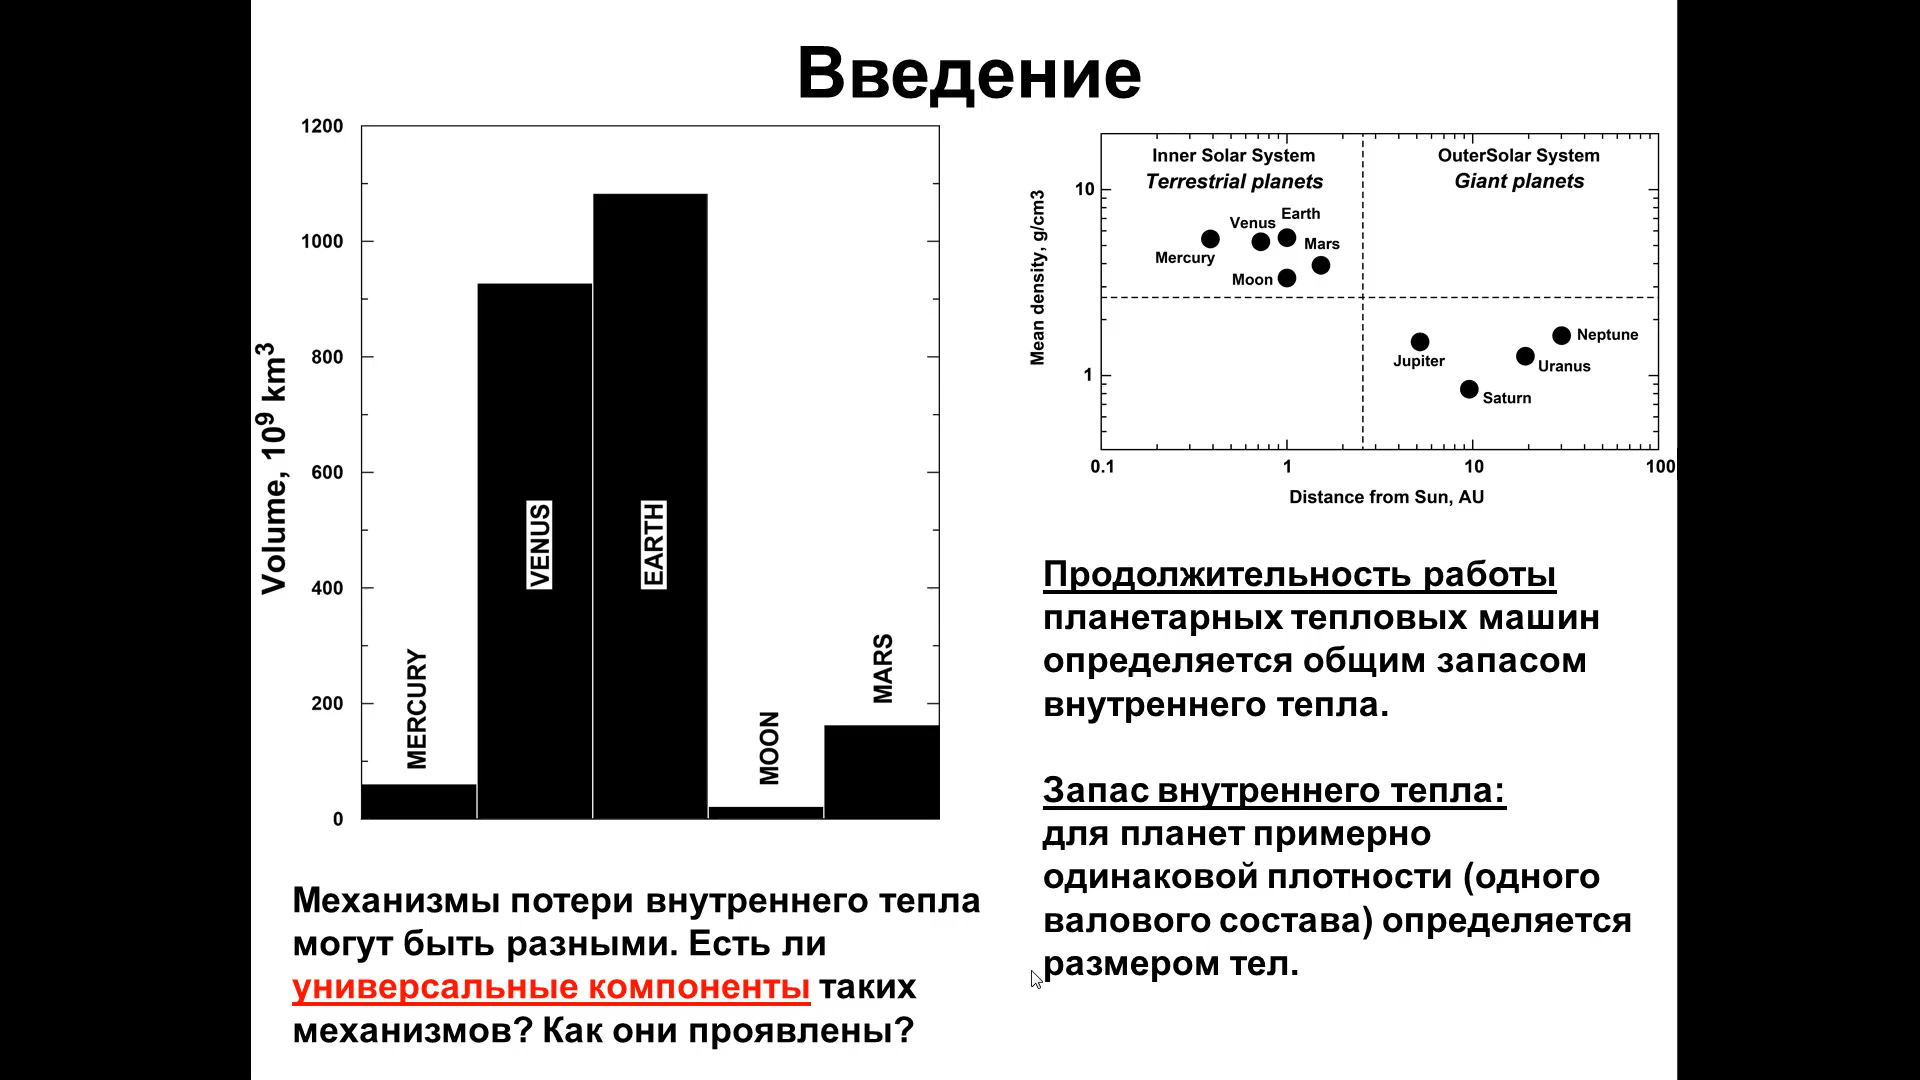 Введение
1200
1000
800
600
400
200
0
Volume, 10⁹ km³
MERCURY
VENUS
EARTH
MOON
MARS
Механизмы потери внутреннего тепла
могут быть разными. Есть ли
универсальные компоненты таких
механизмов? Как они проявлены?
Inner Solar System
Terrestrial planets
OuterSolar System
Giant planets
10
1
Mean density, g/cm3
Mercury
Venus
Earth
Mars
Moon
Jupiter
Saturn
Uranus
Neptune
0.1
1
10
100
Distance from Sun, AU
Продолжительность работы
планетарных тепловых машин
определяется общим запасом
внутреннего тепла.
Запас внутреннего тепла:
для планет примерно
одинаковой плотности (одного
валового состава) определяется
размером тел.